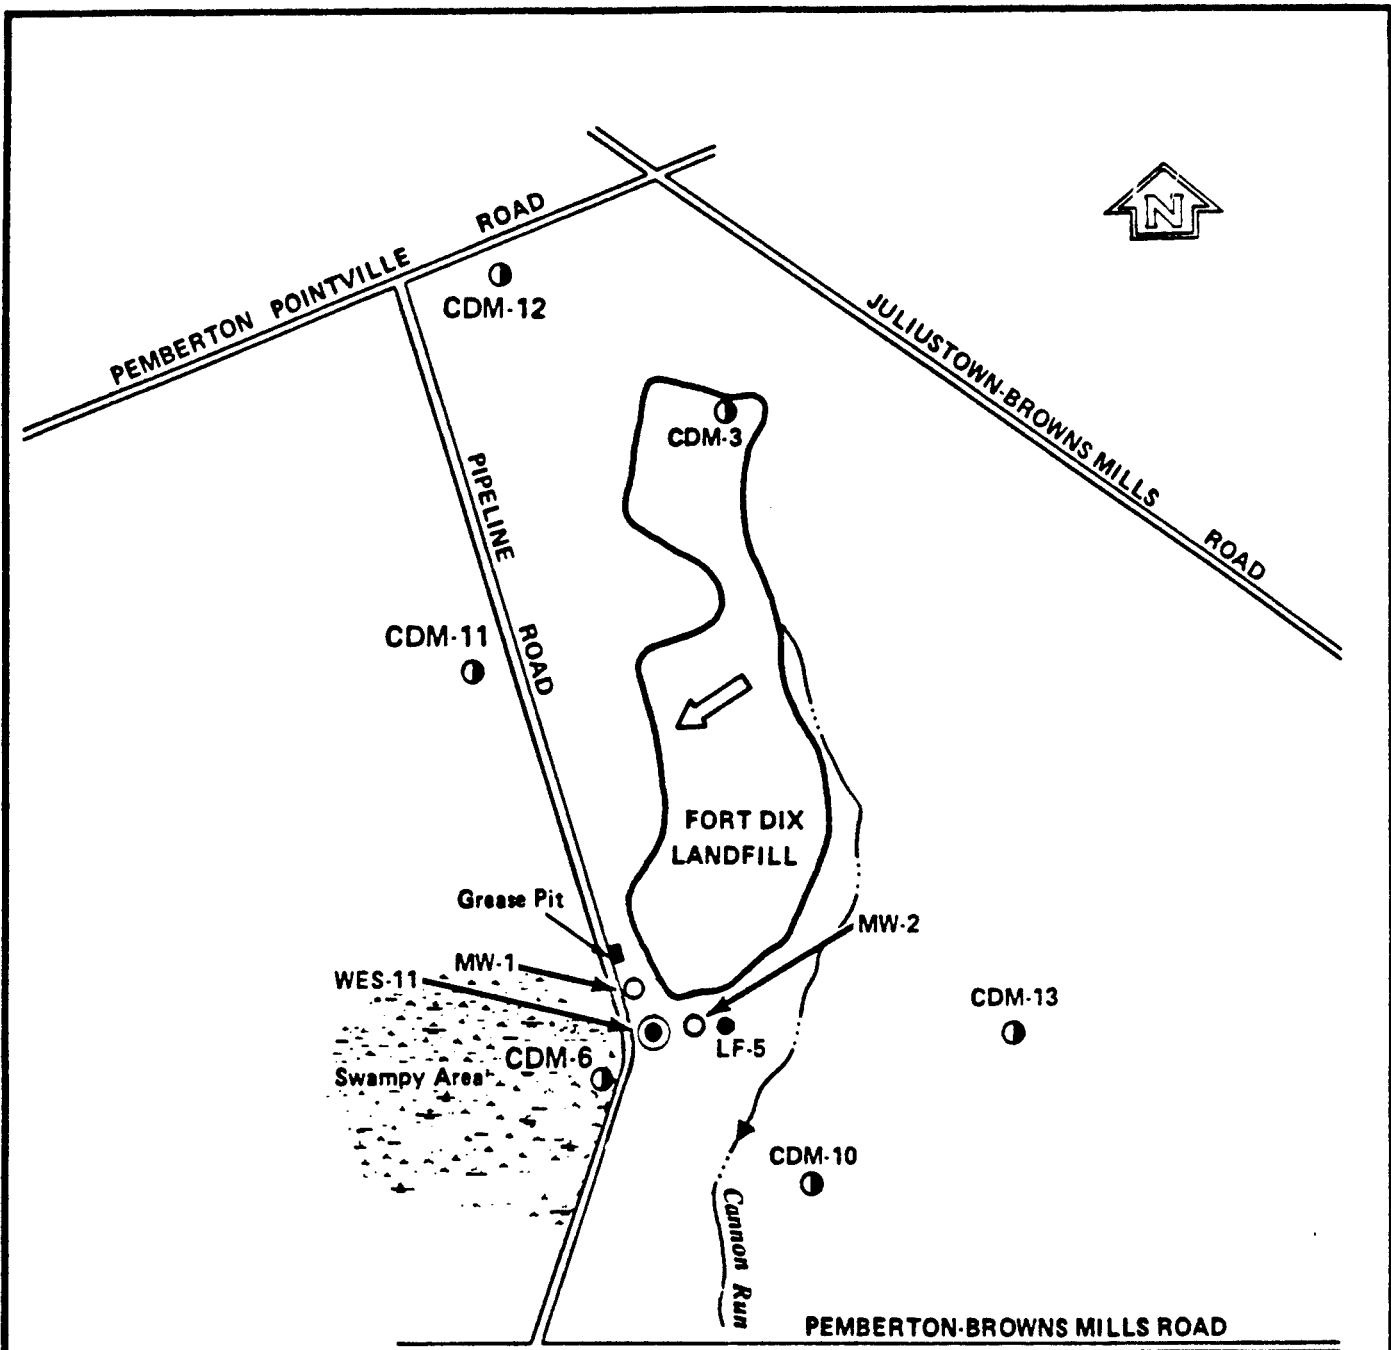 N
PEMBERTON POINTVILLE ROAD
CDM-12
JULIUSTOWN-BROWNS MILLS ROAD
CDM-3
PIPELINE ROAD
CDM-11
FORT DIX
LANDFILL
Grease Pit
MW-2
MW-1
WES-11
CDM-13
LF-5
CDM-6
Swampy Area
CDM-10
Cannon Run
PEMBERTON-BROWNS MILLS ROAD